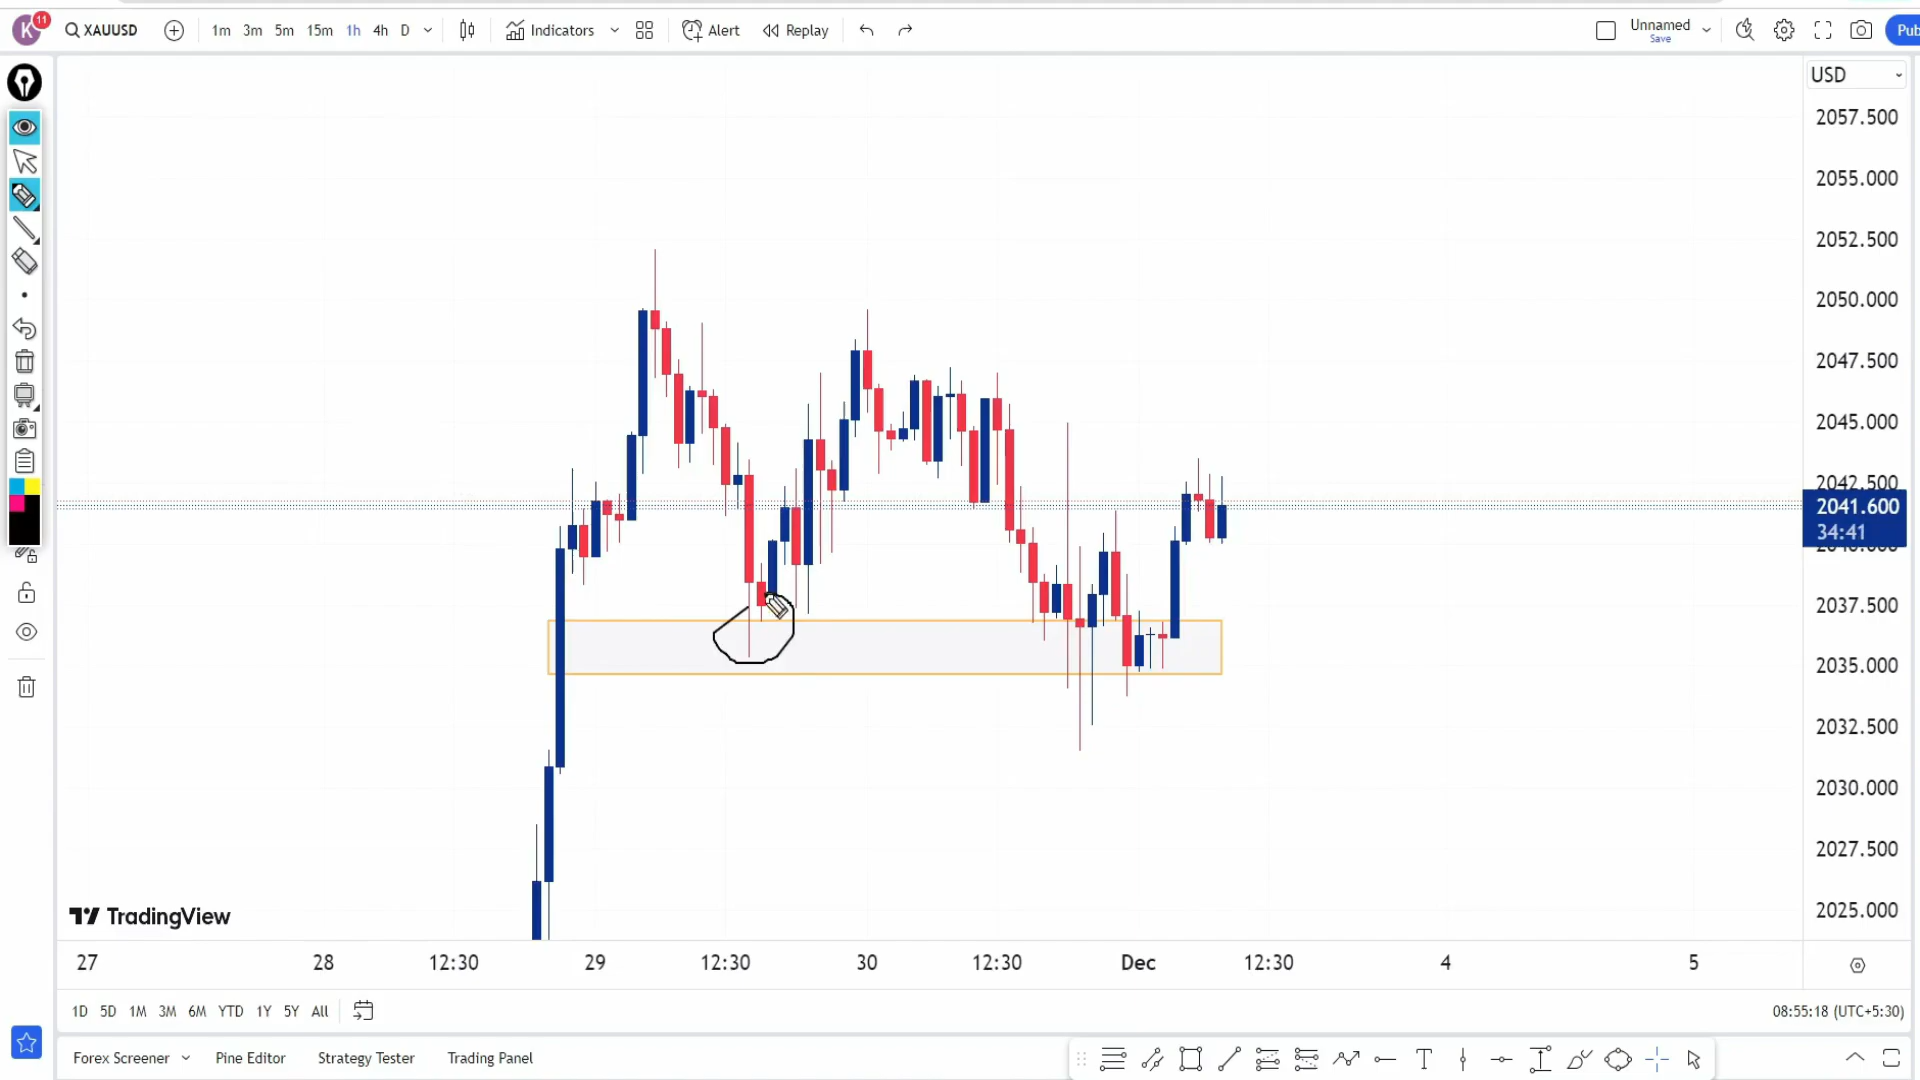 K 11 XAUUSD 1m 3m 5m 15m 1h 4h D Indicators Alert Replay Unnamed Save Pub
USD
2057.500
2055.000
2052.500
2050.000
2047.500
2045.000
2042.500
2041.600
34:41
2037.500
2035.000
2032.500
2030.000
2027.500
2025.000
TradingView
27 28 12:30 29 12:30 30 12:30 Dec 12:30 4 5
1D 5D 1M 3M 6M YTD 1Y 5Y All 08:55:18 (UTC+5:30)
Forex Screener Pine Editor Strategy Tester Trading Panel